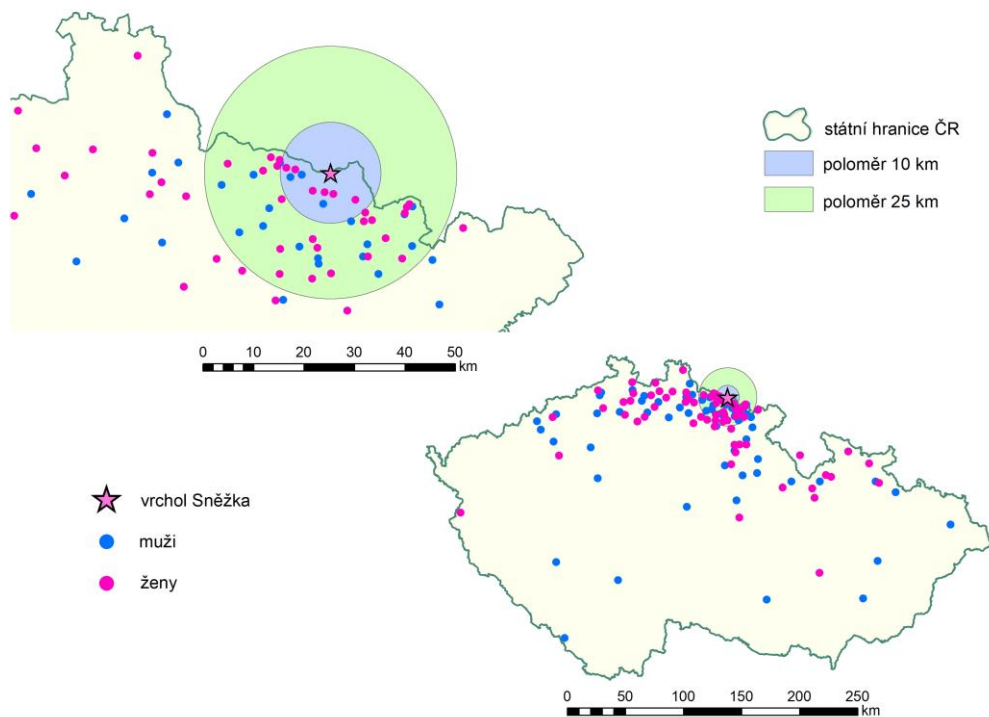 státní hranice ČR
poloměr 10 km
poloměr 25 km
0 10 20 30 40 50
km
vrchol Sněžka
muži
ženy
0 50 100 150 200 250
km